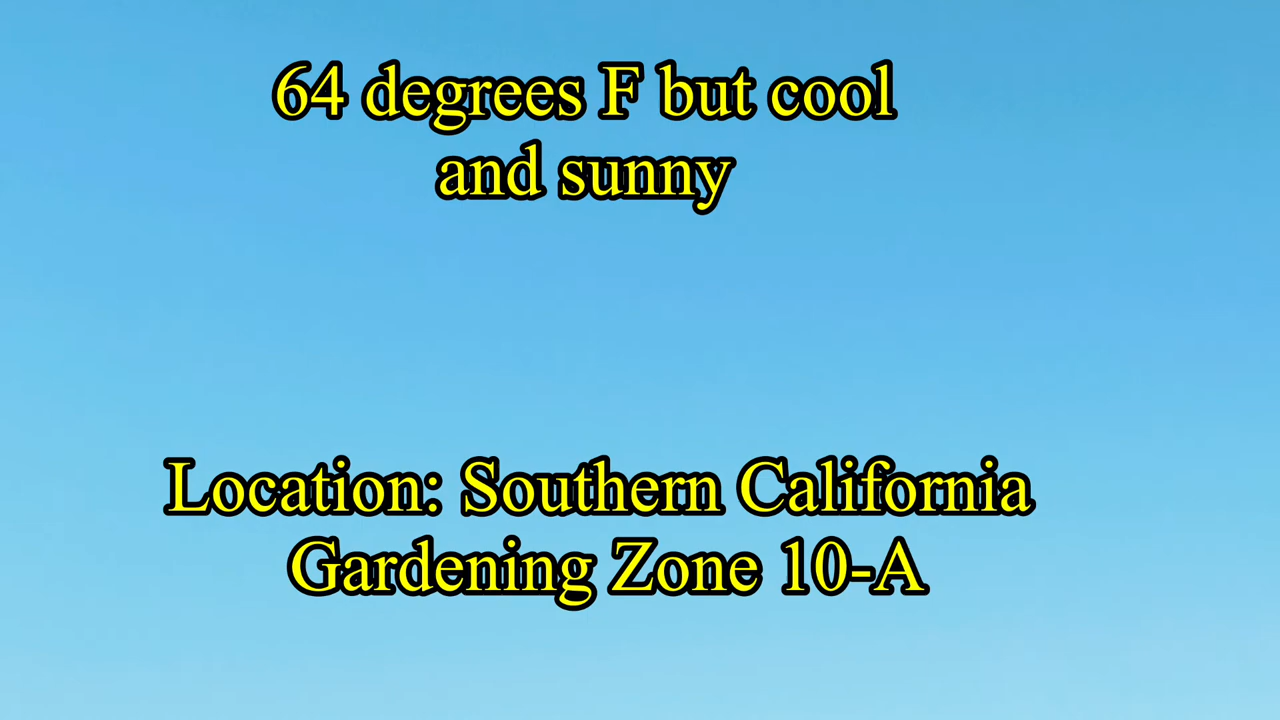 64 degrees F but cool
and sunny
Location: Southern California
Gardening Zone 10-A